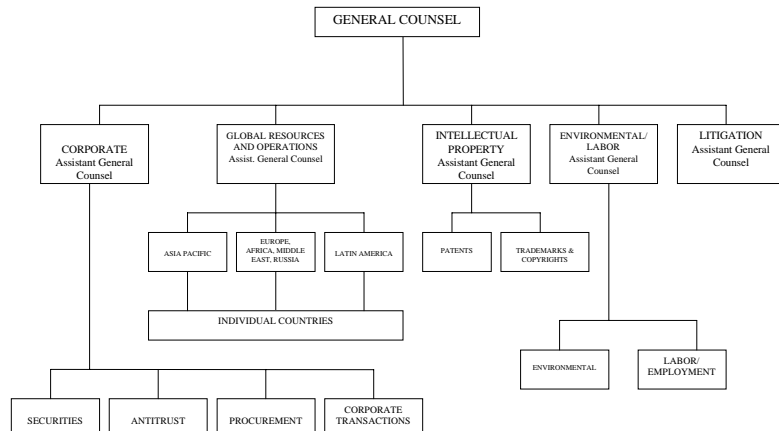 GENERAL COUNSEL
CORPORATE
Assistant General
Counsel
GLOBAL RESOURCES
AND OPERATIONS
Assist. General Counsel
INTELLECTUAL
PROPERTY
Assistant General
Counsel
ENVIRONMENTAL/
LABOR
Assistant General
Counsel
LITIGATION
Assistant General
Counsel
ASIA PACIFIC
EUROPE,
AFRICA, MIDDLE
EAST, RUSSIA
LATIN AMERICA
PATENTS
TRADEMARKS &
COPYRIGHTS
INDIVIDUAL COUNTRIES
ENVIRONMENTAL
LABOR/
EMPLOYMENT
SECURITIES
ANTITRUST
PROCUREMENT
CORPORATE
TRANSACTIONS